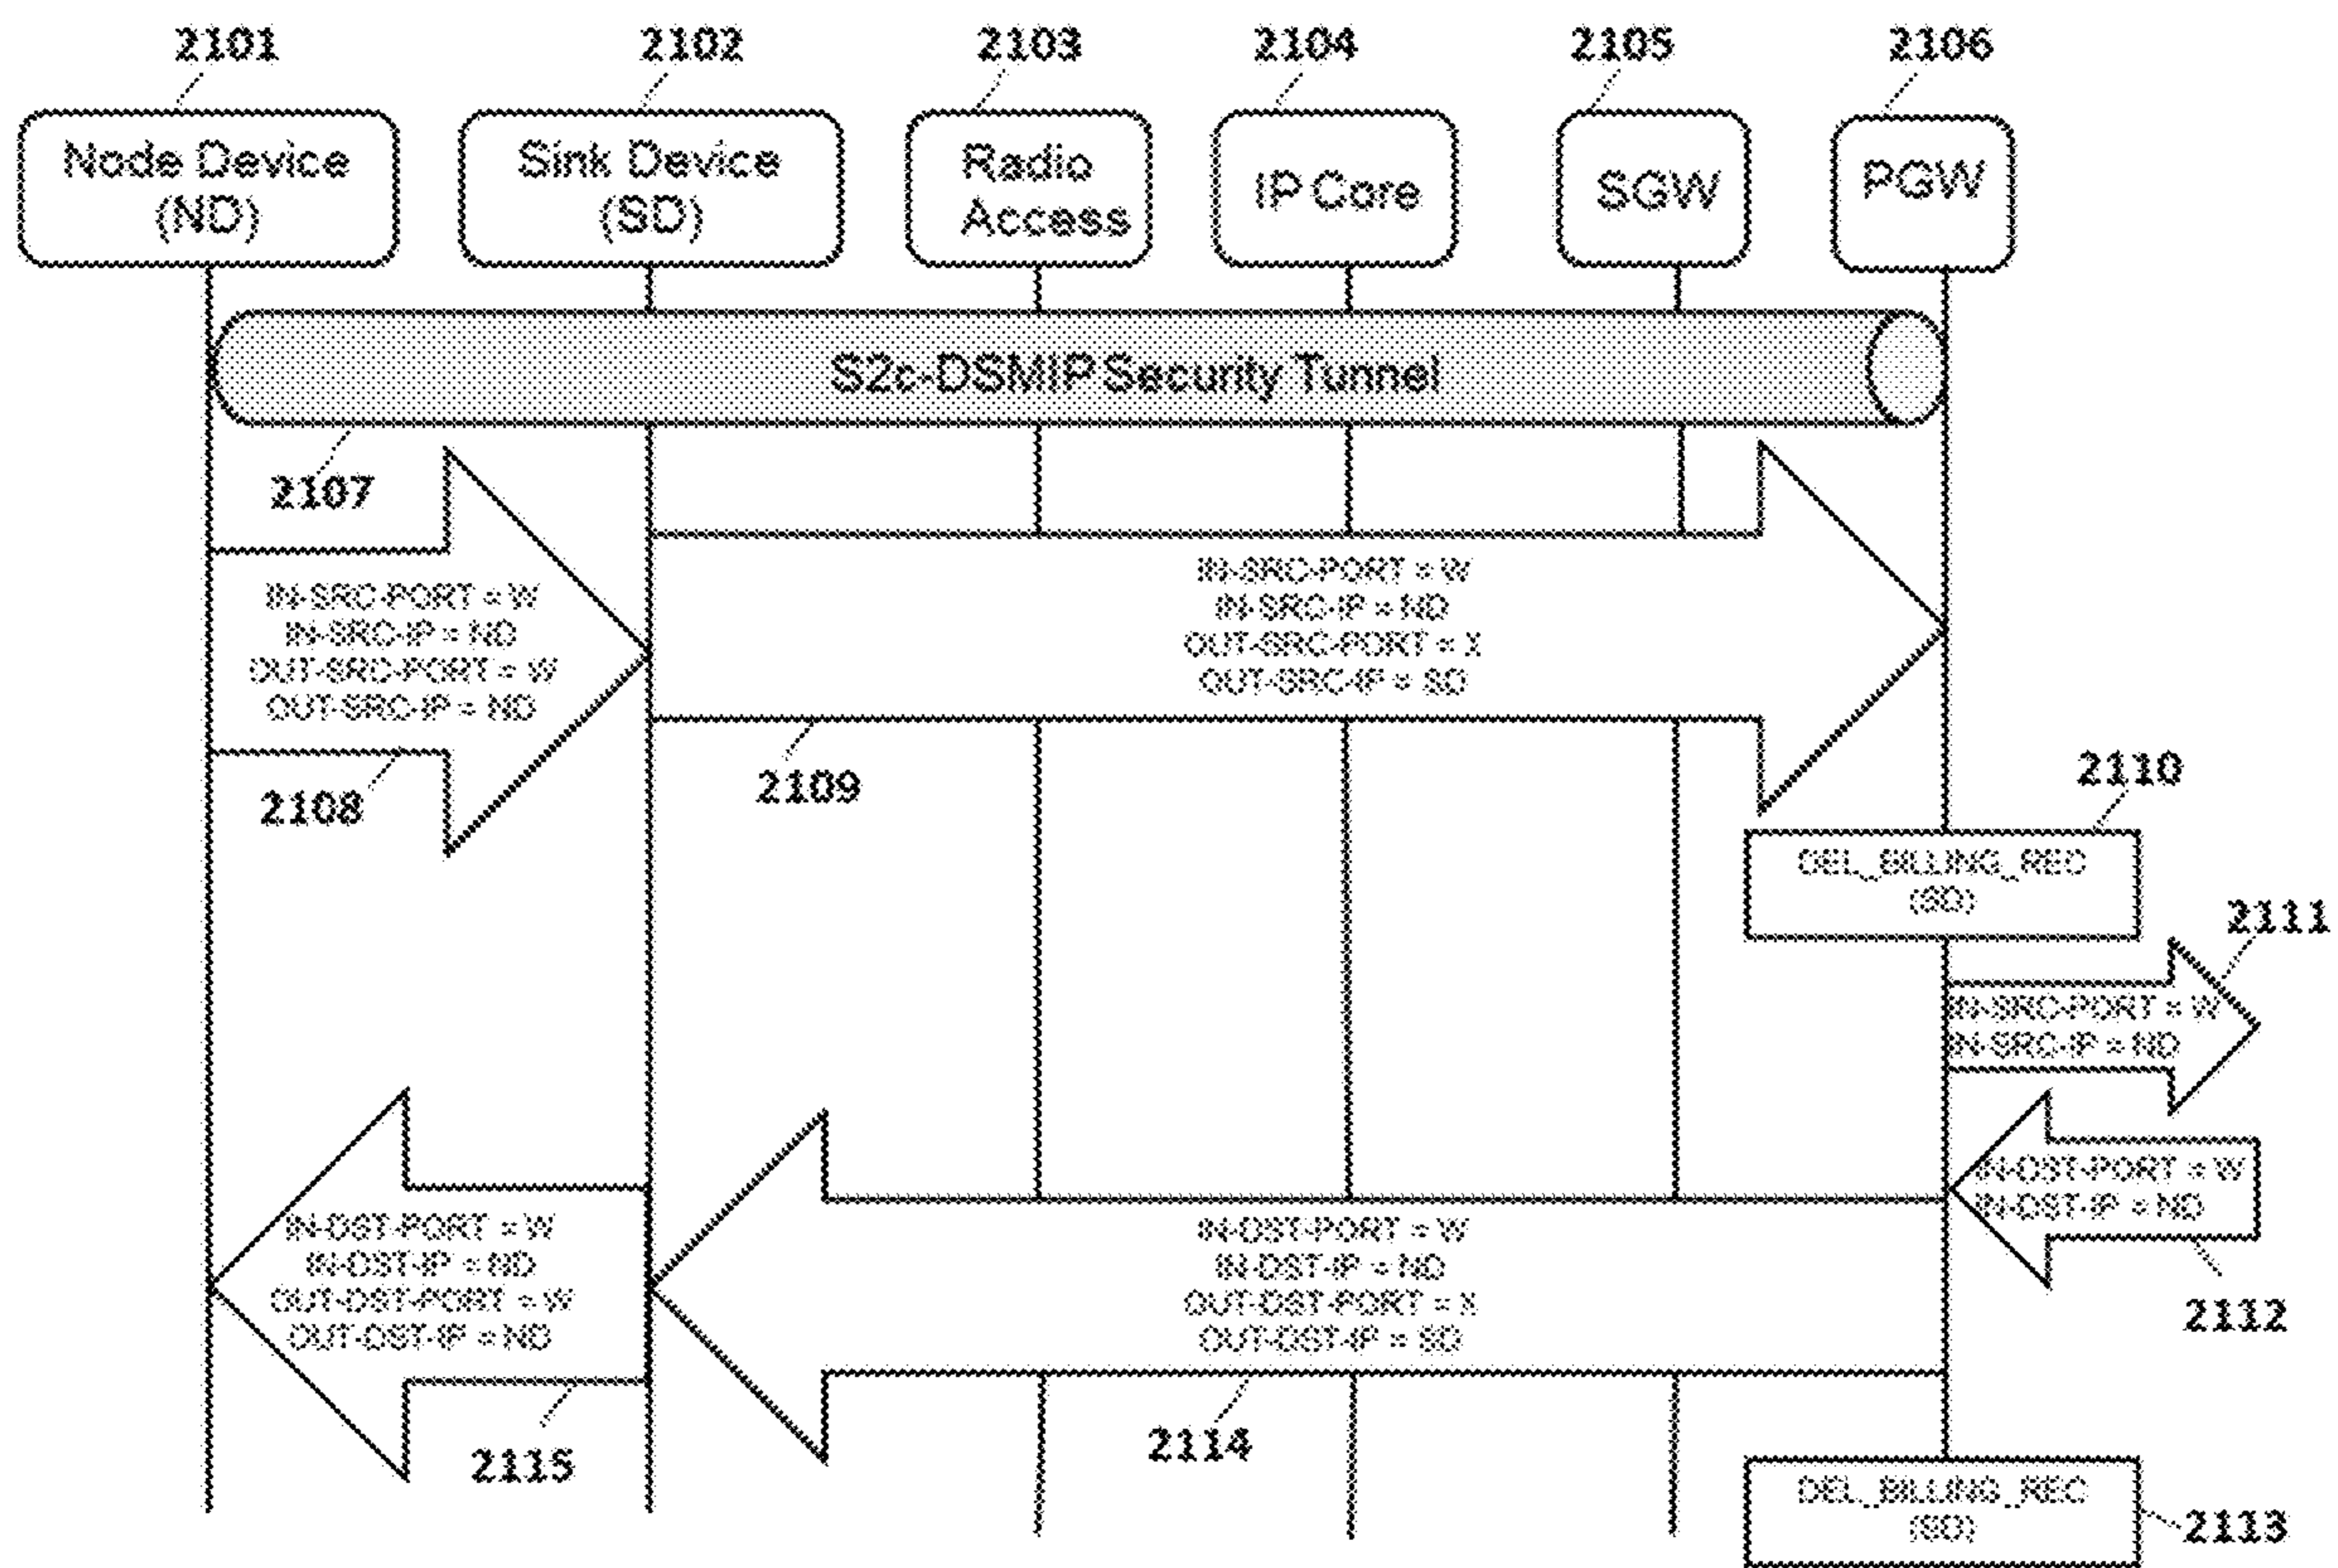 2101
2102
2103
2104
2105
2106
Node Device
(ND)
Sink Device
(SD)
Radio
Access
IP Core
SGW
PGW
S2c-DSMIP Security Tunnel
2107
IN-SRC-PORT = W
IN-SRC-IP = ND
OUT-SRC-PORT = W
OUT-SRC-IP = ND
2108
IN-SRC-PORT = W
IN-SRC-IP = ND
OUT-SRC-PORT = X
OUT-SRC-IP = SD
2109
2110
DEL_BILLING_REC
(SD)
2111
IN-SRC-PORT = W
IN-SRC-IP = ND
IN-DST-PORT = W
IN-DST-IP = ND
2112
IN-DST-PORT = W
IN-DST-IP = ND
OUT-DST-PORT = X
OUT-DST-IP = SD
2114
IN-DST-PORT = W
IN-DST-IP = ND
OUT-DST-PORT = W
OUT-DST-IP = ND
2115
DEL_BILLING_REC
(SD)
2113